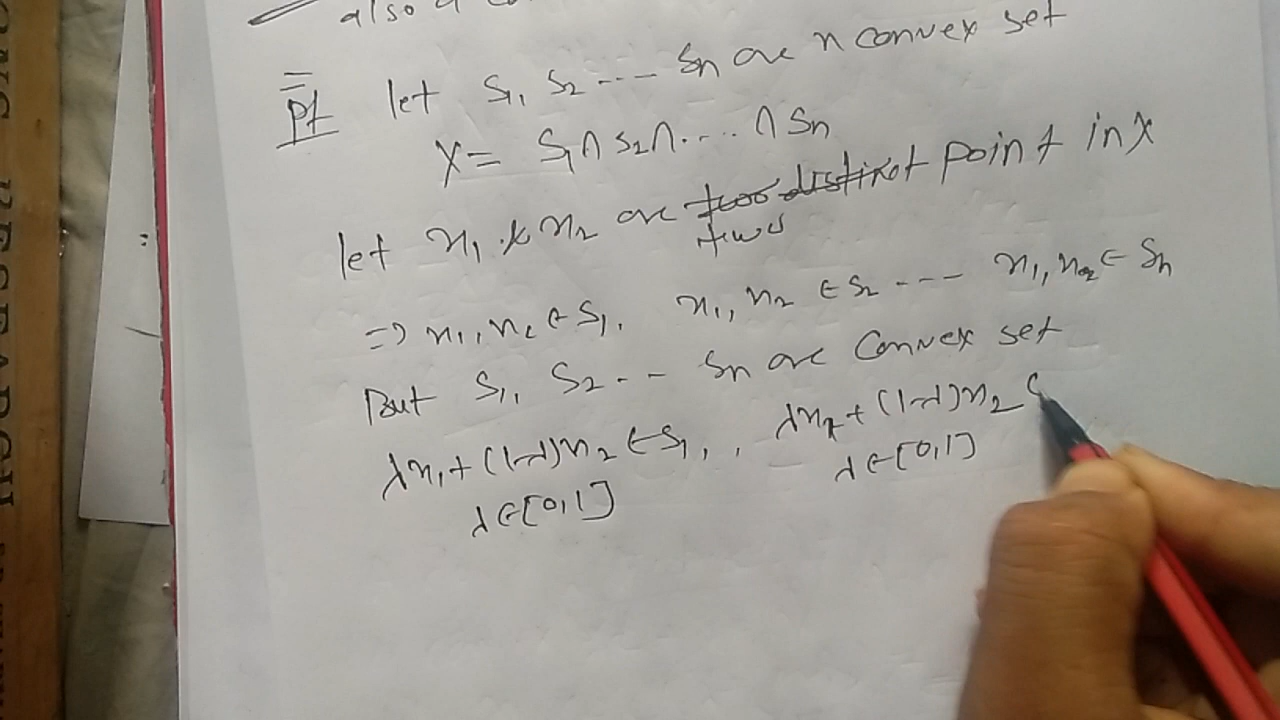 also a
Pf let S1, S2 --- Sn are n convex set
X = S1 ∩ S2 ∩ .... ∩ Sn
let x1 & x2 are two distinct point in X
two
=> x1, x2 ∈ S1, x1, x2 ∈ S2 --- x1, x2 ∈ Sn
But S1, S2 -- Sn are Convex set
λx1 + (1-λ)x2 ∈ S1, , λx1 + (1-λ)x2
λ ∈ [0,1] λ ∈ [0,1]